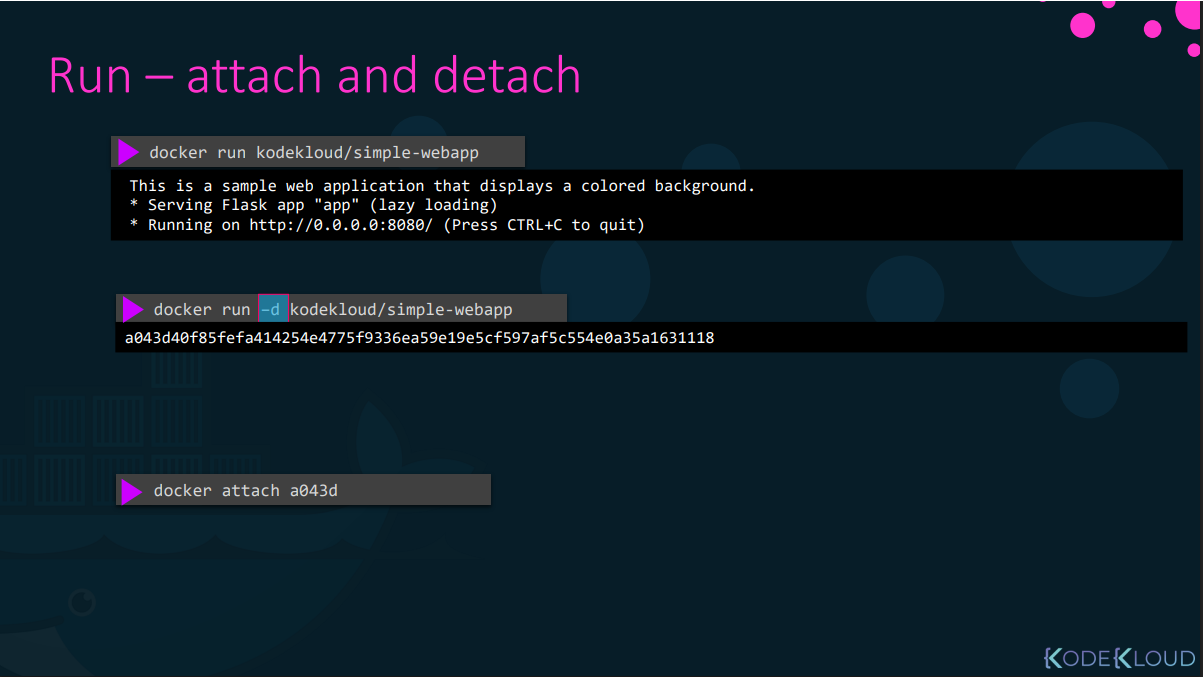 Run – attach and detach
docker run kodekloud/simple-webapp
This is a sample web application that displays a colored background.
* Serving Flask app "app" (lazy loading)
* Running on http://0.0.0.0:8080/ (Press CTRL+C to quit)
docker run –d kodekloud/simple-webapp
a043d40f85fefa414254e4775f9336ea59e19e5cf597af5c554e0a35a1631118
docker attach a043d
KODEKLOUD